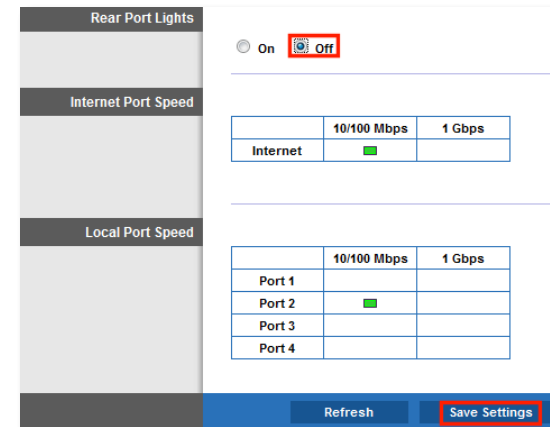 Rear Port Lights
On Off
Internet Port Speed
10/100 Mbps 1 Gbps
Internet
Local Port Speed
10/100 Mbps 1 Gbps
Port 1
Port 2
Port 3
Port 4
Refresh Save Settings